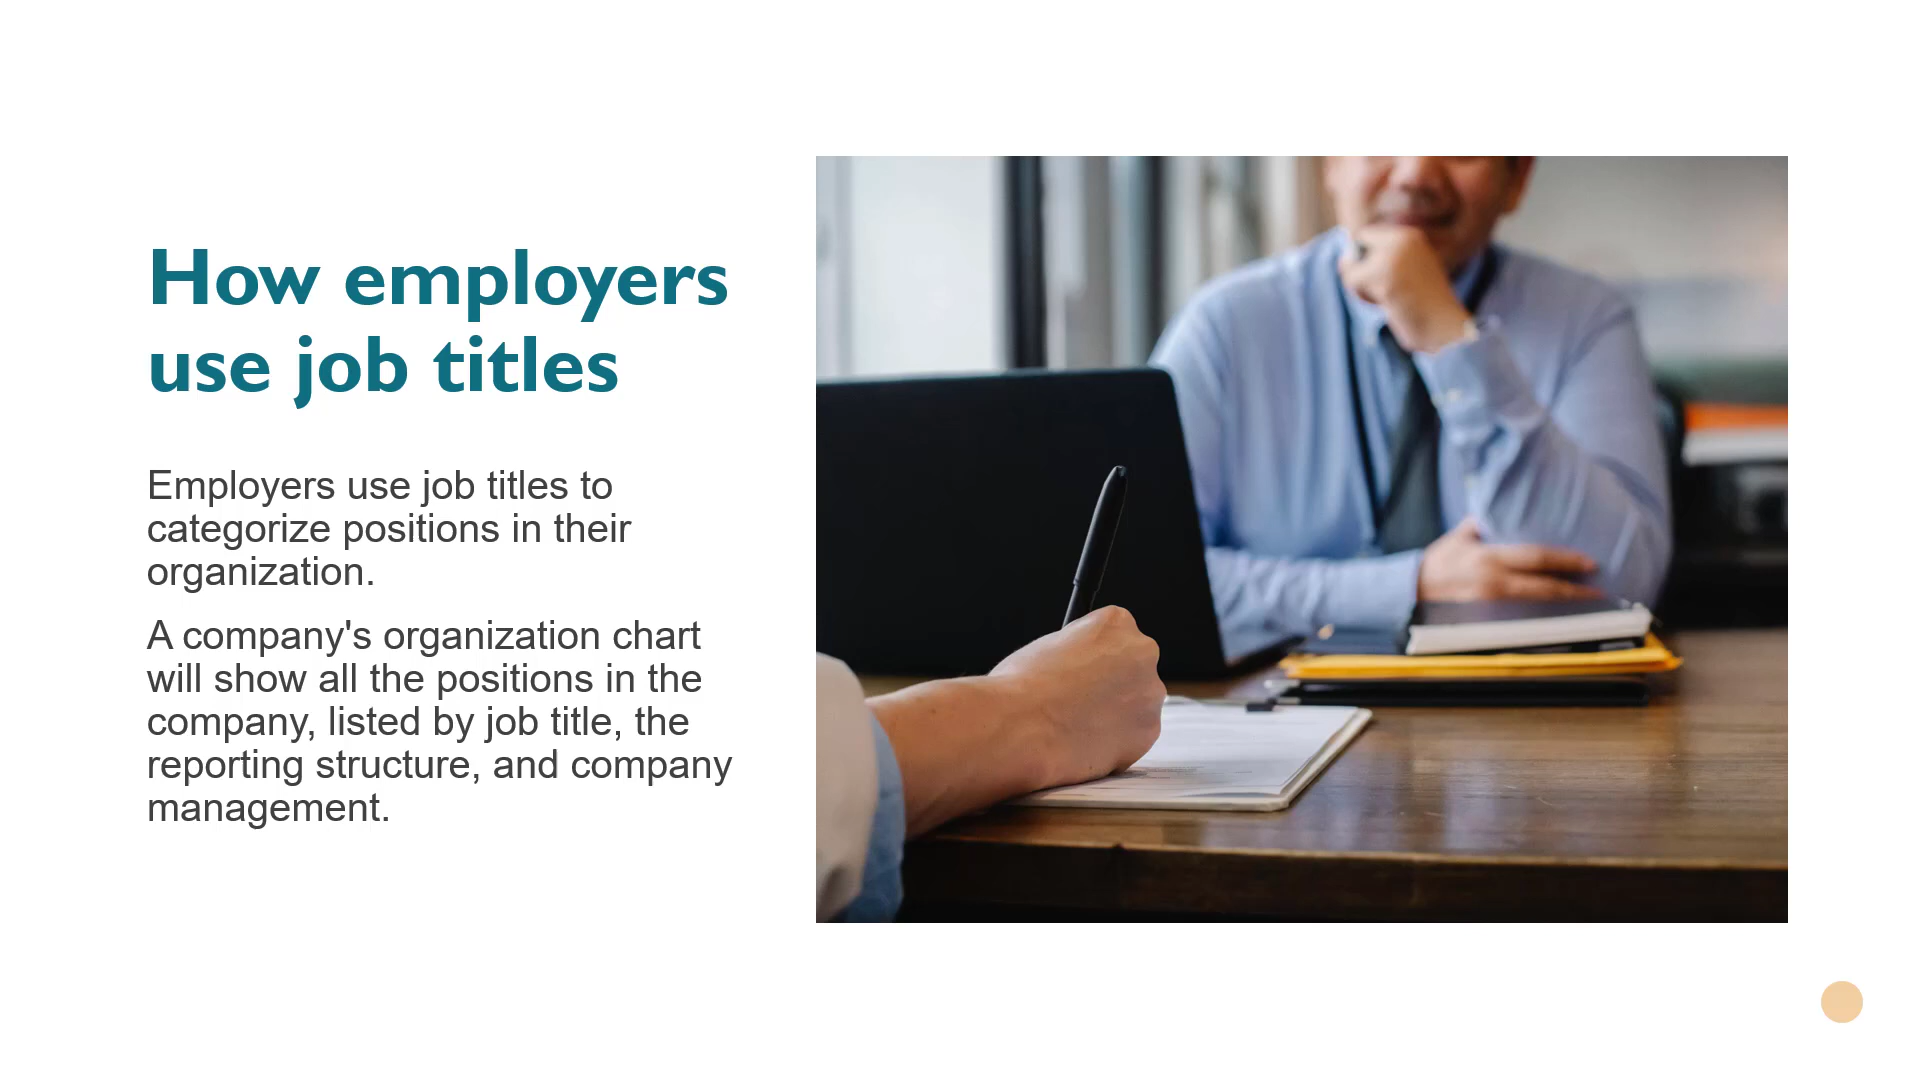 How employers
use job titles
Employers use job titles to
categorize positions in their
organization.
A company's organization chart
will show all the positions in the
company, listed by job title, the
reporting structure, and company
management.